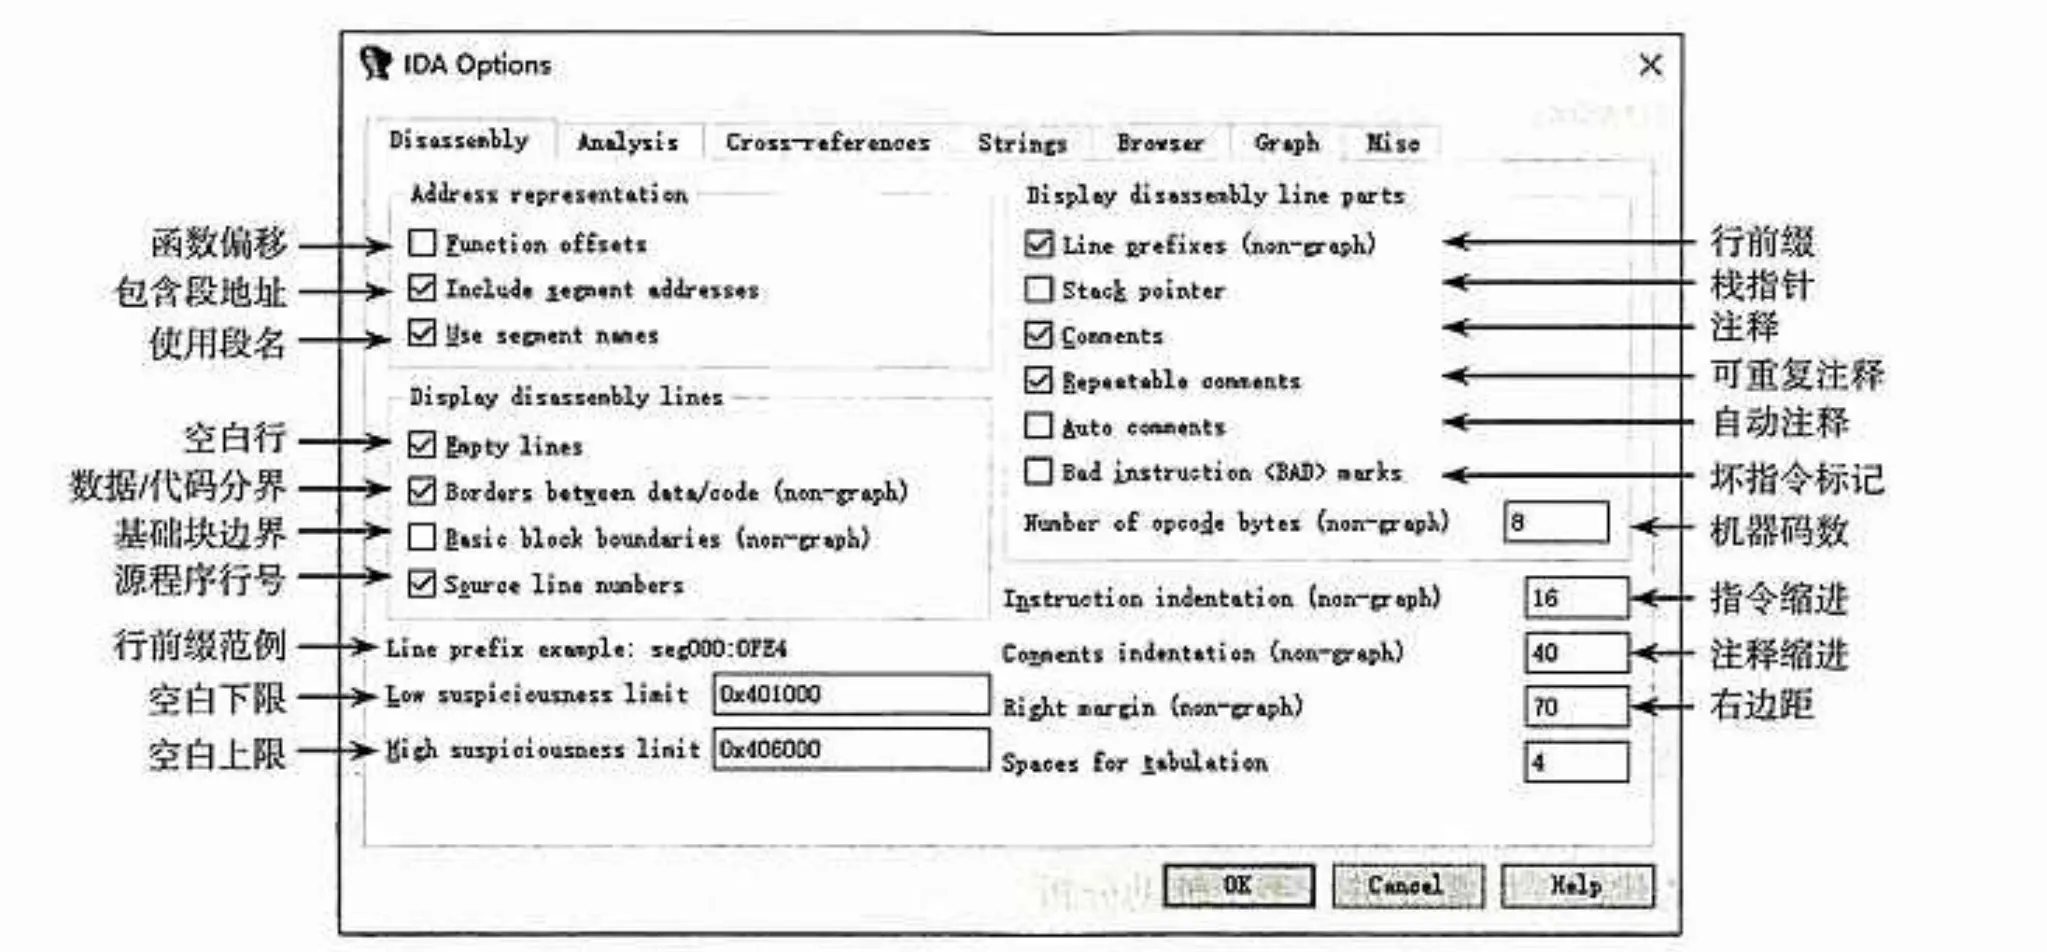 IDA Options
Disassembly Analysis Cross-references Strings Browser Graph Misc
Address representation
函数偏移 Function offsets
包含段地址 Include segment addresses
使用段名 Use segment names
Display disassembly lines
空白行 Empty lines
数据/代码分界 Borders between data/code (non-graph)
基础块边界 Basic block boundaries (non-graph)
源程序行号 Source line numbers
行前缀范例 Line prefix example: seg000:0FE4
空白下限 Low suspiciousness limit 0x401000
空白上限 High suspiciousness limit 0x406000
Display disassembly line parts
Line prefixes (non-graph) 行前缀
Stack pointer 栈指针
Comments 注释
Repeatable comments 可重复注释
Auto comments 自动注释
Bad instruction <BAD> marks 坏指令标记
Number of opcode bytes (non-graph) 8 机器码数
Instruction indentation (non-graph) 16 指令缩进
Comments indentation (non-graph) 40 注释缩进
Right margin (non-graph) 70 右边距
Spaces for tabulation 4
OK Cancel Help